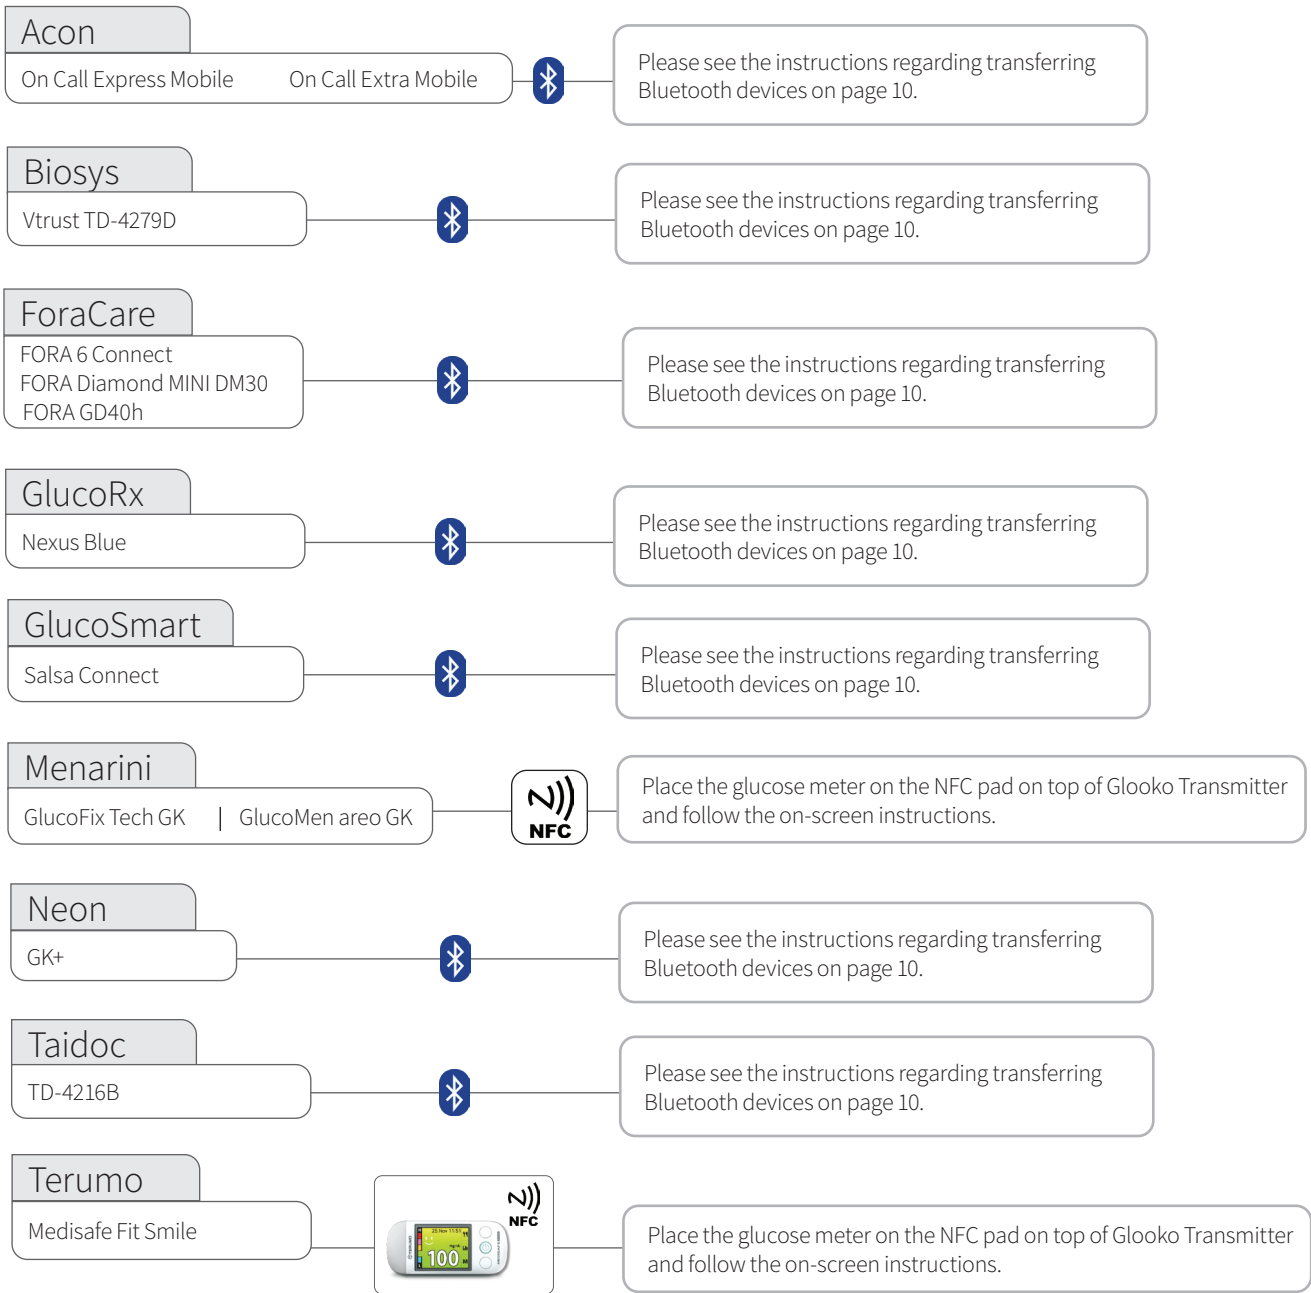 Acon
On Call Express Mobile On Call Extra Mobile
Please see the instructions regarding transferring
Bluetooth devices on page 10.
Biosys
Vtrust TD-4279D
Please see the instructions regarding transferring
Bluetooth devices on page 10.
ForaCare
FORA 6 Connect
FORA Diamond MINI DM30
FORA GD40h
Please see the instructions regarding transferring
Bluetooth devices on page 10.
GlucoRx
Nexus Blue
Please see the instructions regarding transferring
Bluetooth devices on page 10.
GlucoSmart
Salsa Connect
Please see the instructions regarding transferring
Bluetooth devices on page 10.
Menarini
GlucoFix Tech GK | GlucoMen areo GK
NFC
Place the glucose meter on the NFC pad on top of Glooko Transmitter
and follow the on-screen instructions.
Neon
GK+
Please see the instructions regarding transferring
Bluetooth devices on page 10.
Taidoc
TD-4216B
Please see the instructions regarding transferring
Bluetooth devices on page 10.
Terumo
Medisafe Fit Smile
NFC
25 Nov 11:57
100
TERUMO
Place the glucose meter on the NFC pad on top of Glooko Transmitter
and follow the on-screen instructions.